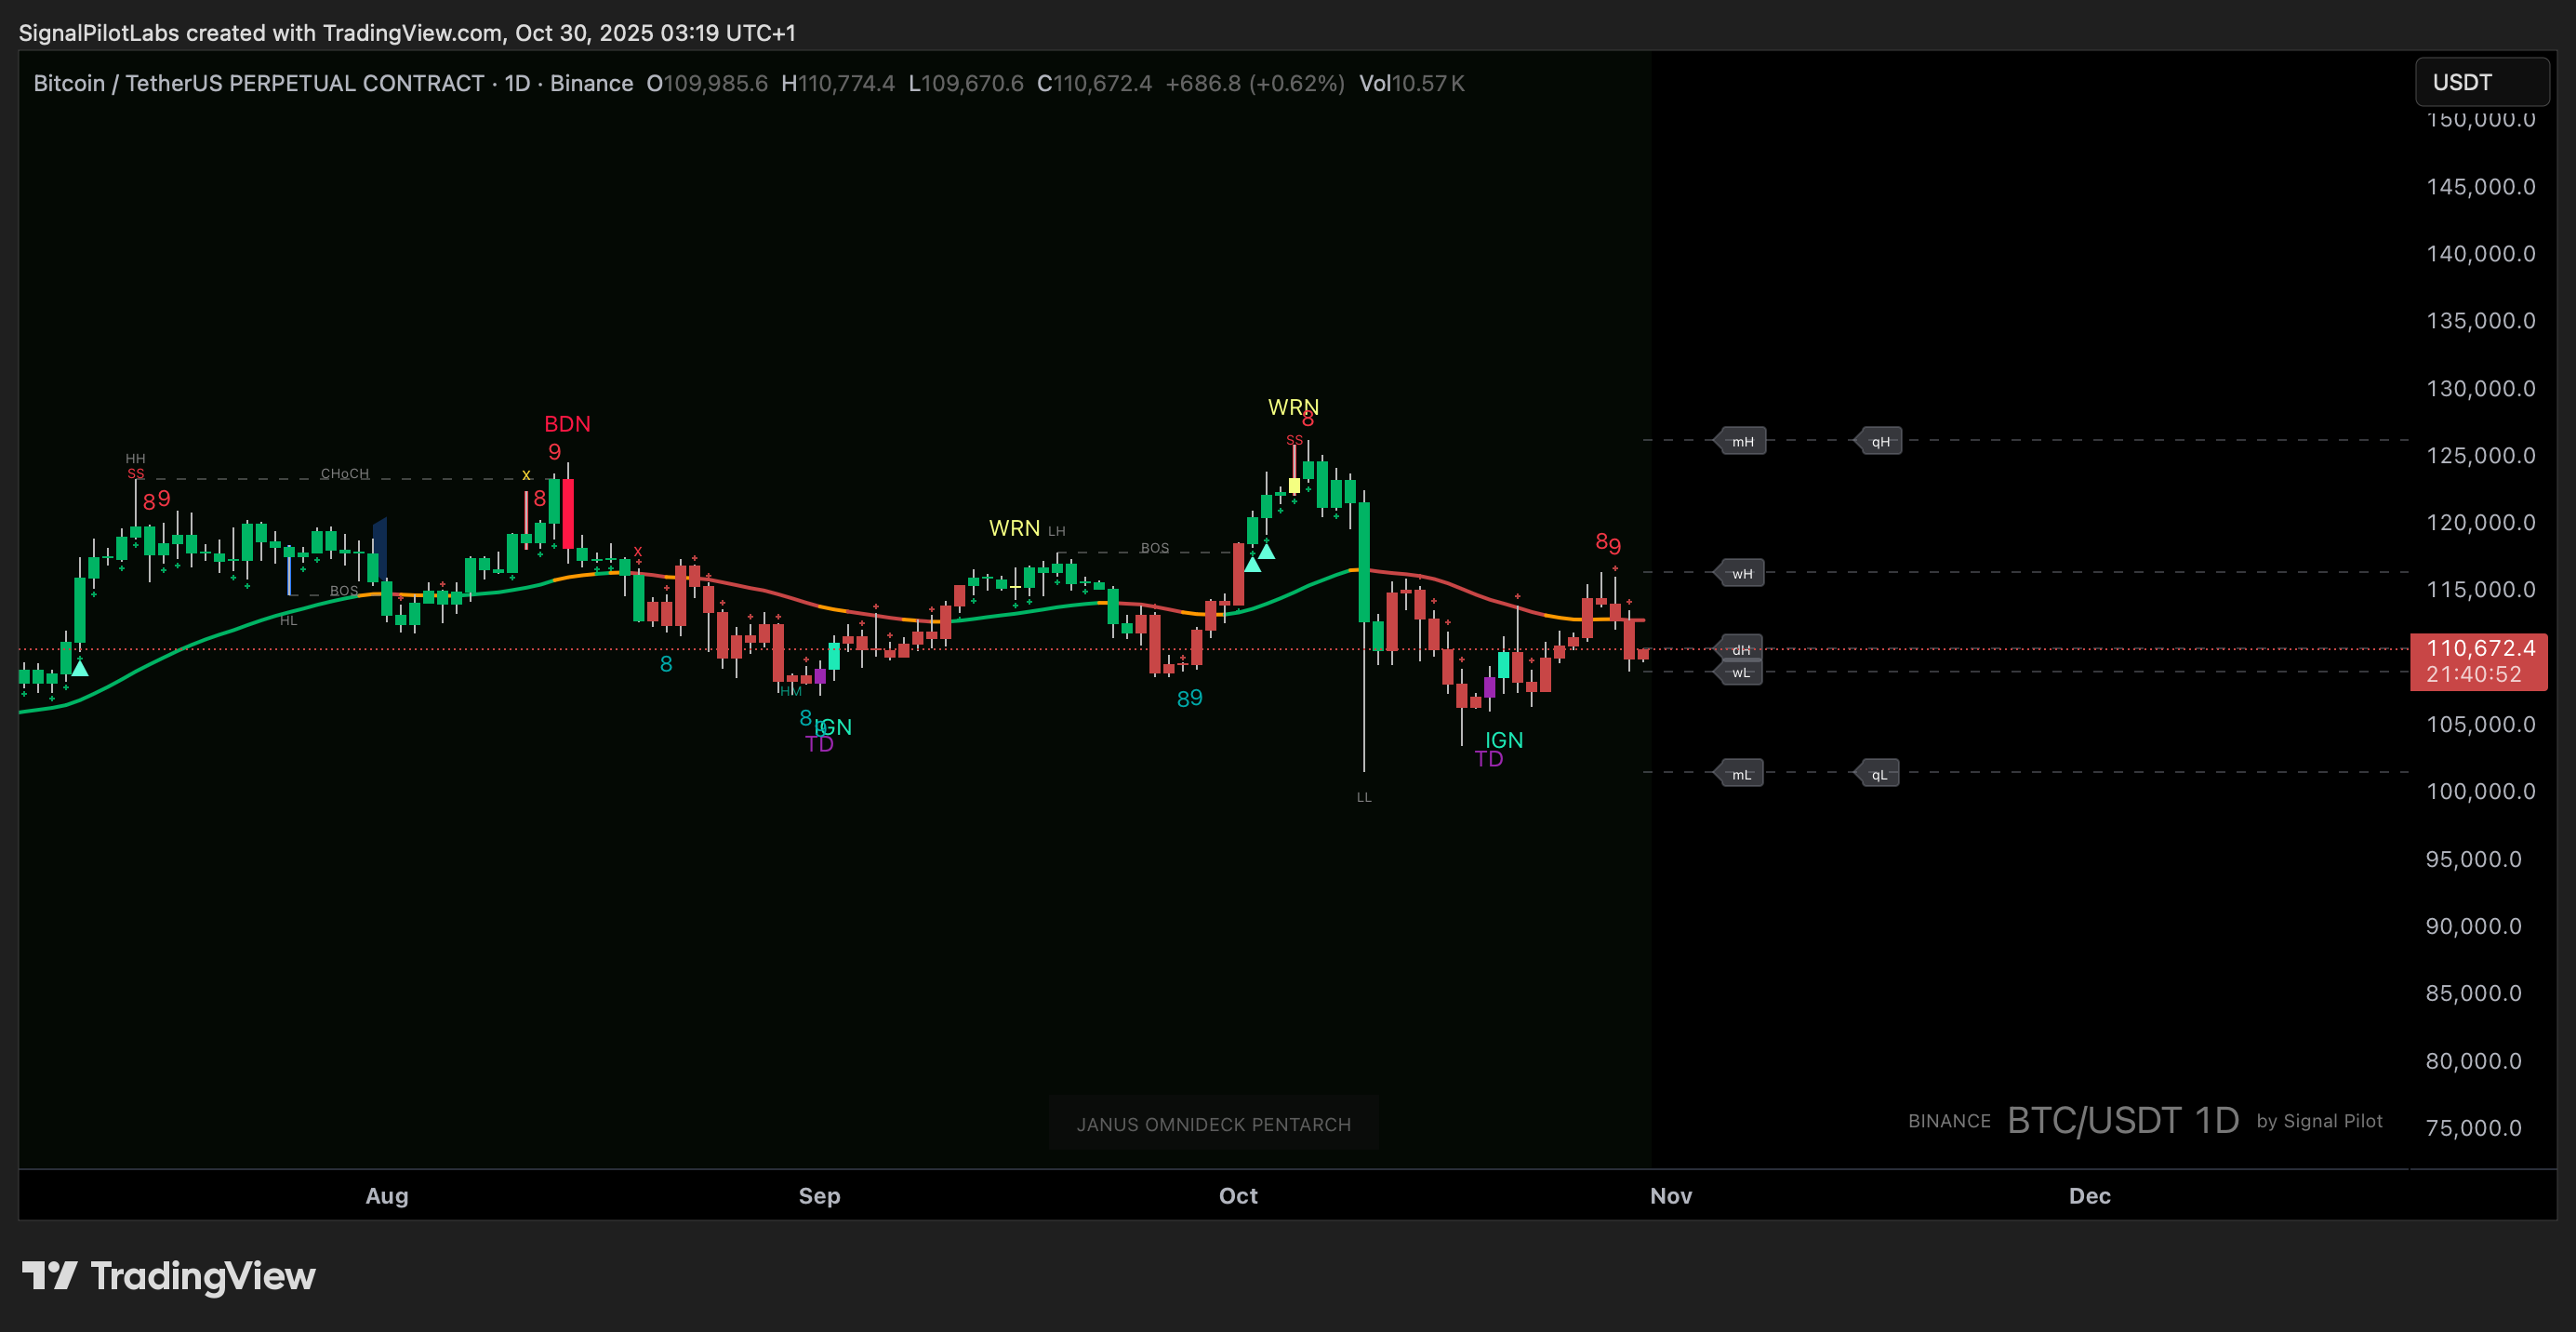 SignalPilotLabs created with TradingView.com, Oct 30, 2025 03:19 UTC+1
Bitcoin / TetherUS PERPETUAL CONTRACT · 1D · Binance O109,985.6 H110,774.4 L109,670.6 C110,672.4 +686.8 (+0.62%) Vol10.57 K
USDT
150,000.0
145,000.0
140,000.0
135,000.0
130,000.0
125,000.0
120,000.0
115,000.0
110,672.4
21:40:52
105,000.0
100,000.0
95,000.0
90,000.0
85,000.0
80,000.0
75,000.0
WRN
8
SS
BDN
9
x
8
HH
SS
89
CHoCH
BOS
HL
x
8
WRN
LH
BOS
HM
8
9
IGN
TD
89
LL
IGN
TD
89
mH
qH
wH
dH
wL
mL
qL
JANUS OMNIDECK PENTARCH
BINANCE BTC/USDT 1D by Signal Pilot
Aug
Sep
Oct
Nov
Dec
TradingView